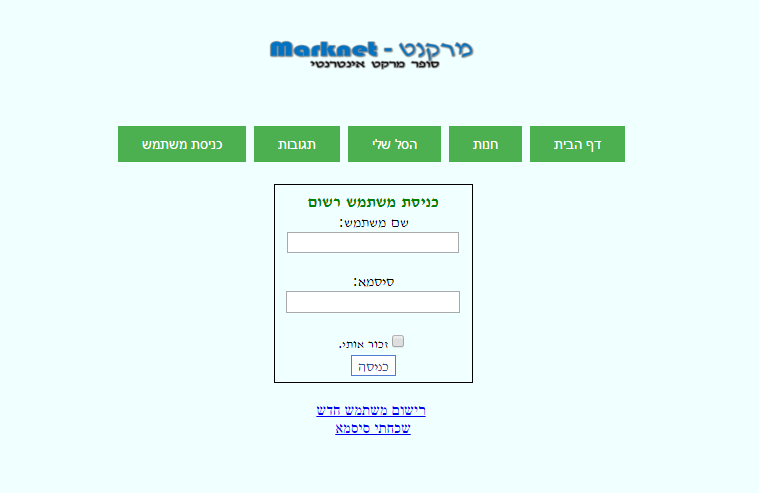 מרקנט - Marknet
סופר מרקט אינטרנטי
דף הבית
חנות
הסל שלי
תגובות
כניסת משתמש
כניסת משתמש רשום
שם משתמש:
סיסמא:
זכור אותי.
כניסה
רישום משתמש חדש
שכחתי סיסמא